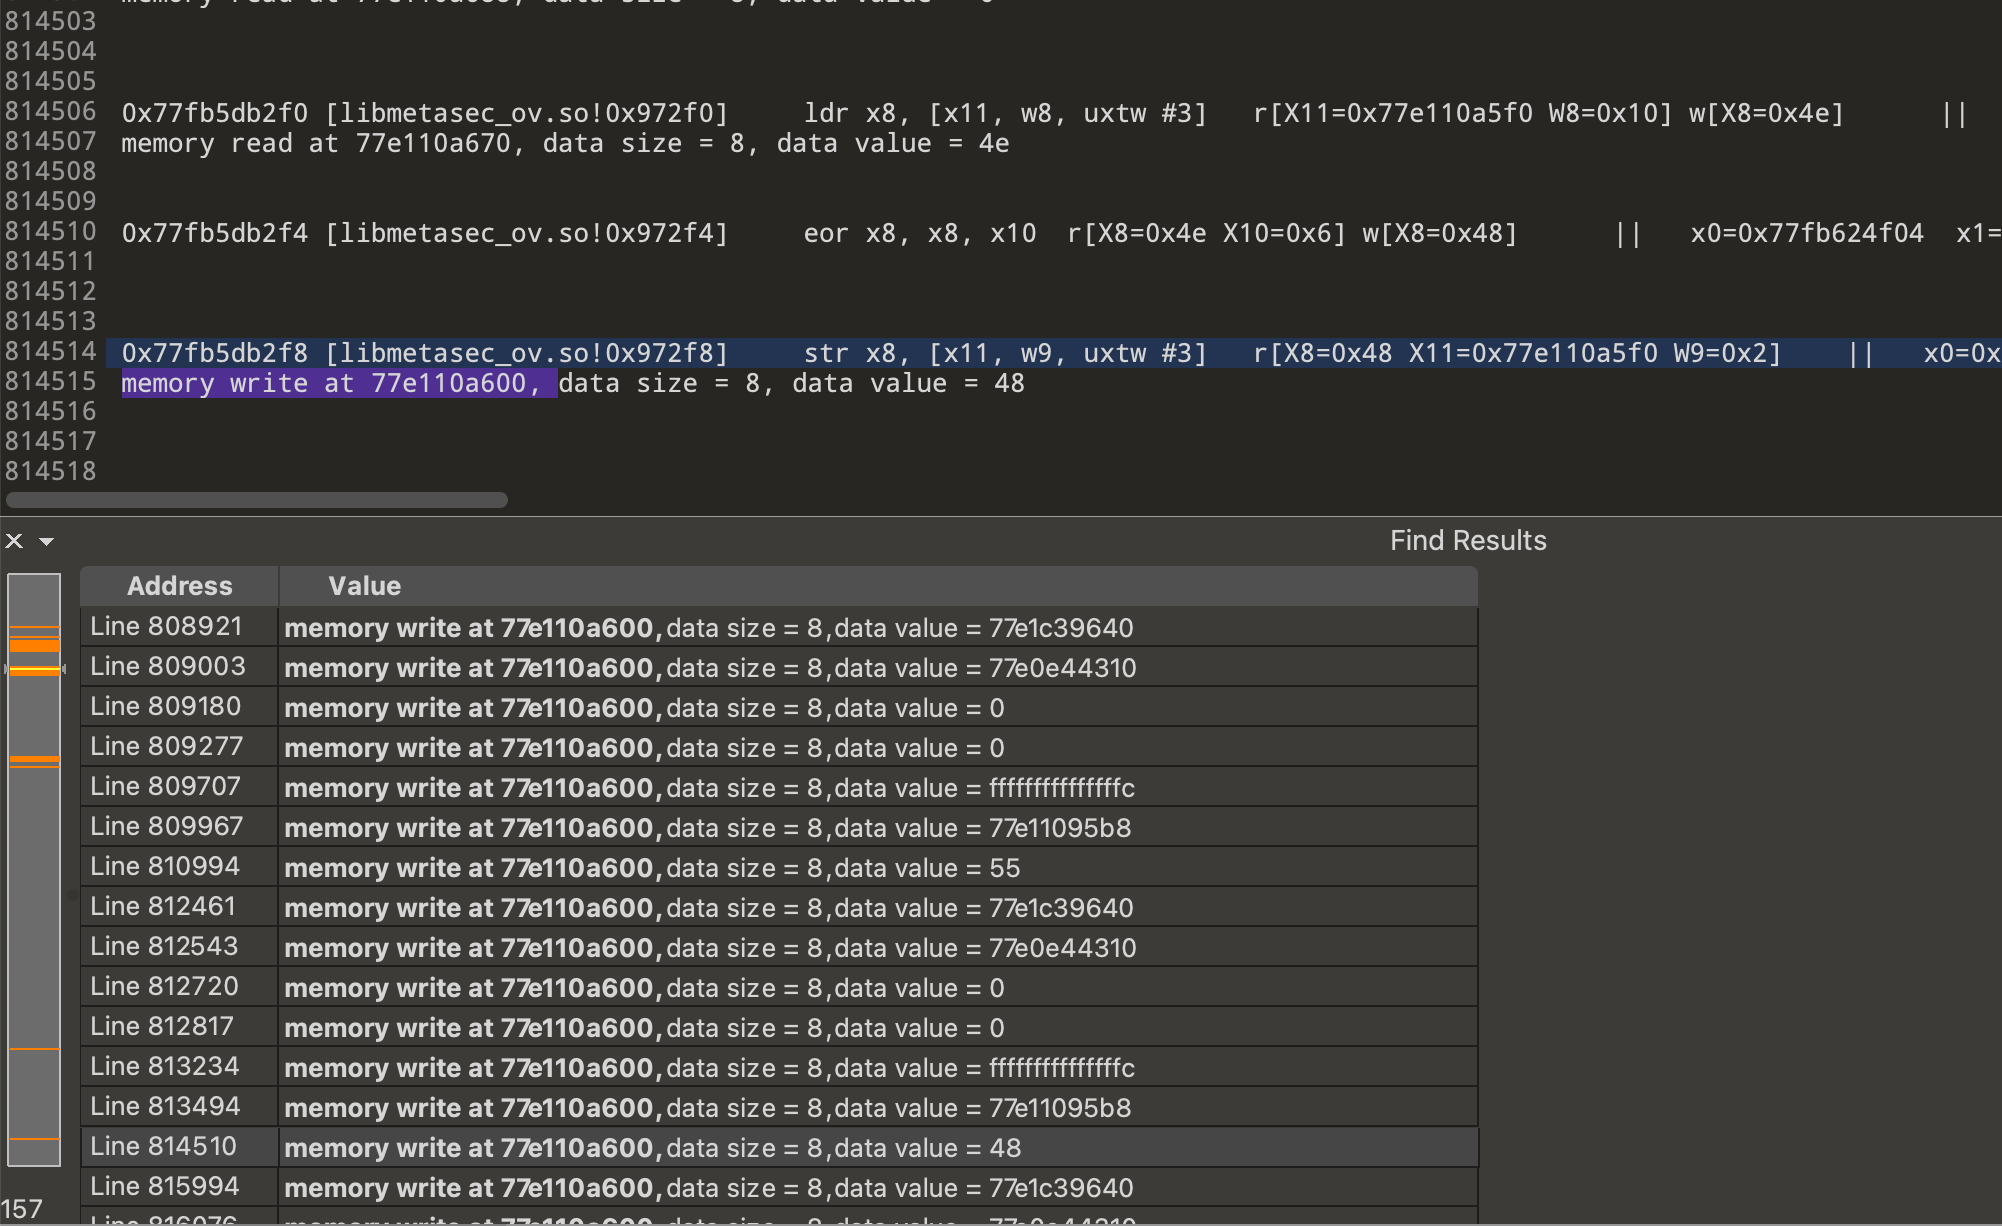 814503
814504
814505
814506 0x77fb5db2f0 [libmetasec_ov.so!0x972f0] ldr x8, [x11, w8, uxtw #3] r[X11=0x77e110a5f0 W8=0x10] w[X8=0x4e] ||
814507 memory read at 77e110a670, data size = 8, data value = 4e
814508
814509
814510 0x77fb5db2f4 [libmetasec_ov.so!0x972f4] eor x8, x8, x10 r[X8=0x4e X10=0x6] w[X8=0x48] || x0=0x77fb624f04 x1=
814511
814512
814513
814514 0x77fb5db2f8 [libmetasec_ov.so!0x972f8] str x8, [x11, w9, uxtw #3] r[X8=0x48 X11=0x77e110a5f0 W9=0x2] || x0=0x
814515 memory write at 77e110a600, data size = 8, data value = 48
814516
814517
814518
Find Results
Address Value
Line 808921 memory write at 77e110a600,data size = 8,data value = 77e1c39640
Line 809003 memory write at 77e110a600,data size = 8,data value = 77e0e44310
Line 809180 memory write at 77e110a600,data size = 8,data value = 0
Line 809277 memory write at 77e110a600,data size = 8,data value = 0
Line 809707 memory write at 77e110a600,data size = 8,data value = fffffffffffffffc
Line 809967 memory write at 77e110a600,data size = 8,data value = 77e11095b8
Line 810994 memory write at 77e110a600,data size = 8,data value = 55
Line 812461 memory write at 77e110a600,data size = 8,data value = 77e1c39640
Line 812543 memory write at 77e110a600,data size = 8,data value = 77e0e44310
Line 812720 memory write at 77e110a600,data size = 8,data value = 0
Line 812817 memory write at 77e110a600,data size = 8,data value = 0
Line 813234 memory write at 77e110a600,data size = 8,data value = fffffffffffffffc
Line 813494 memory write at 77e110a600,data size = 8,data value = 77e11095b8
Line 814510 memory write at 77e110a600,data size = 8,data value = 48
Line 815994 memory write at 77e110a600,data size = 8,data value = 77e1c39640
157